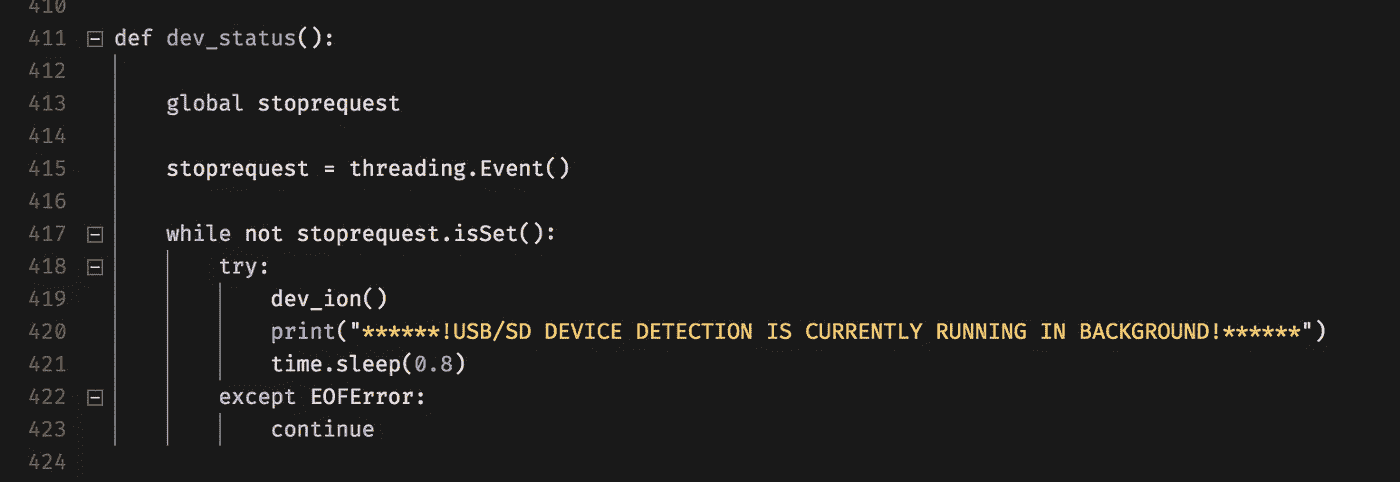 410
411 def dev_status():
412
413 global stoprequest
414
415 stoprequest = threading.Event()
416
417 while not stoprequest.isSet():
418 try:
419 dev_ion()
420 print("******!USB/SD DEVICE DETECTION IS CURRENTLY RUNNING IN BACKGROUND!******")
421 time.sleep(0.8)
422 except EOFError:
423 continue
424